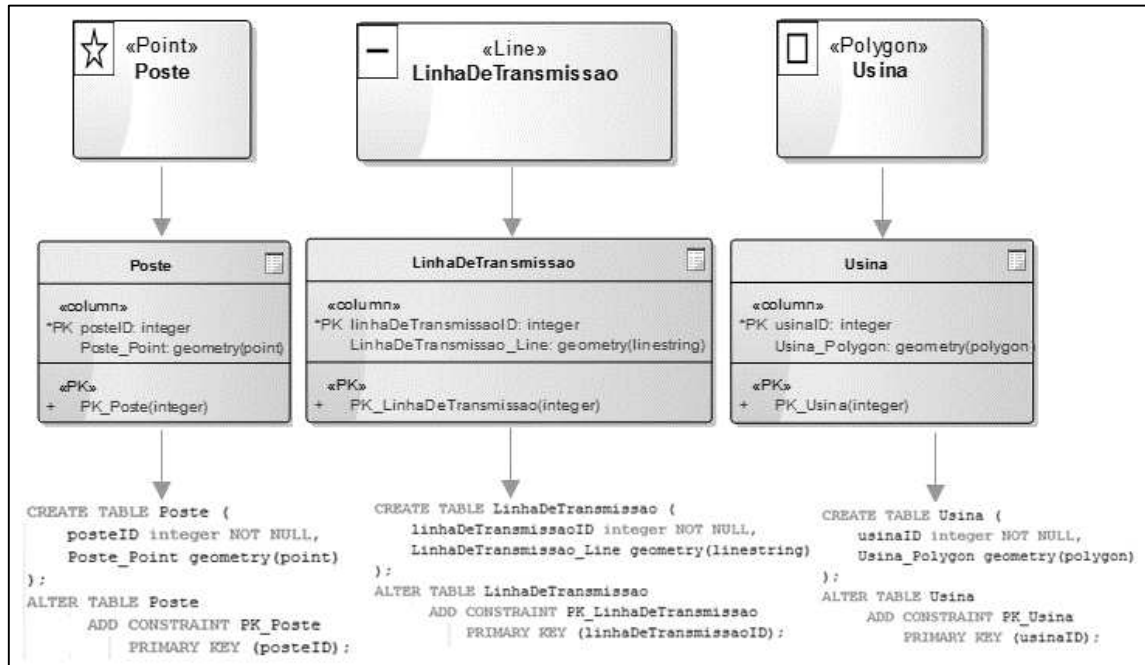 «Point»
Poste
«Line»
LinhaDeTransmissao
«Polygon»
Usina
Poste
«column»
*PK posteID: integer
Poste_Point: geometry(point)
«PK»
+ PK_Poste(integer)
LinhaDeTransmissao
«column»
*PK linhaDeTransmissaoID: integer
LinhaDeTransmissao_Line: geometry(linestring)
«PK»
+ PK_LinhaDeTransmissao(integer)
Usina
«column»
*PK usinaID: integer
Usina_Polygon: geometry(polygon)
«PK»
+ PK_Usina(integer)
CREATE TABLE Poste (
posteID integer NOT NULL,
Poste_Point geometry(point)
);
ALTER TABLE Poste
ADD CONSTRAINT PK_Poste
PRIMARY KEY (posteID);
CREATE TABLE LinhaDeTransmissao (
linhaDeTransmissaoID integer NOT NULL,
LinhaDeTransmissao_Line geometry(linestring)
);
ALTER TABLE LinhaDeTransmissao
ADD CONSTRAINT PK_LinhaDeTransmissao
PRIMARY KEY (linhaDeTransmissaoID);
CREATE TABLE Usina (
usinaID integer NOT NULL,
Usina_Polygon geometry(polygon)
);
ALTER TABLE Usina
ADD CONSTRAINT PK_Usina
PRIMARY KEY (usinaID);